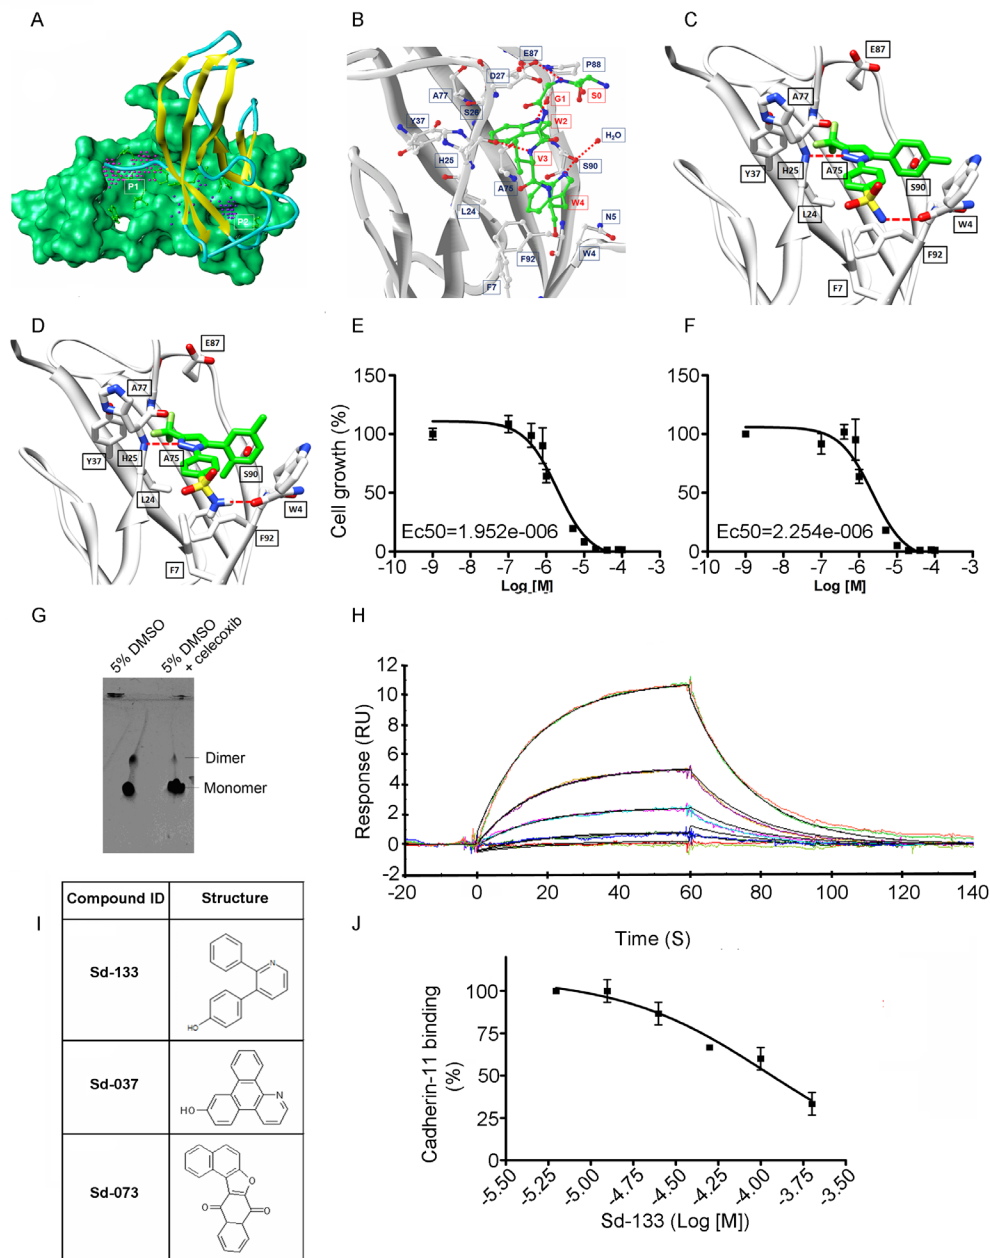 A
P1
P2
B
E87
P88
D27
A77
S26
G1
S0
W2
Y37
H₂O
H25
V3
S90
A75
L24
W4
N5
F92
W4
F7
C
E87
A77
Y37
H25
A75
S90
L24
W4
F92
F7
D
E87
A77
Y37
H25
A75
S90
L24
W4
F92
F7
E
Cell growth (%)
150
100
50
0
Ec50=1.952e-006
-10 -9 -8 -7 -6 -5 -4 -3
Log [M]
F
150
100
50
0
Ec50=2.254e-006
-10 -9 -8 -7 -6 -5 -4 -3
Log [M]
G
5% DMSO
5% DMSO
+ celecoxib
Dimer
Monomer
H
Response (RU)
12
10
8
6
4
2
0
-2
-20 0 20 40 60 80 100 120 140
Time (S)
I
Compound ID Structure
Sd-133
N
HO
Sd-037
N
HO
Sd-073
O
O
O
J
Cadherin-11 binding
(%)
100
75
50
25
0
-5.50 -5.25 -5.00 -4.75 -4.50 -4.25 -4.00 -3.75 -3.50
Sd-133 (Log [M])